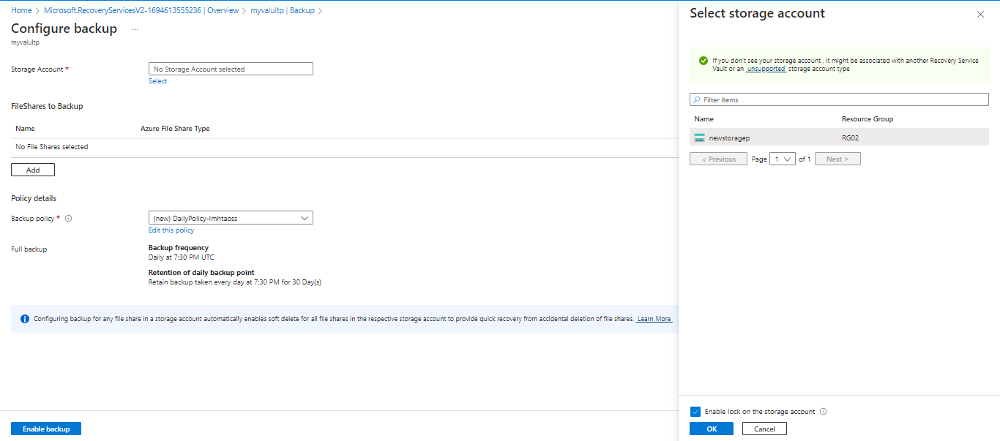 Home > Microsoft.RecoveryServicesV2-1694613555236 | Overview > myvalultp | Backup >
Configure backup ...
myvalultp
Storage Account *
No Storage Account selected
Select
FileShares to Backup
Name Azure File Share Type
No File Shares selected
Add
Policy details
Backup policy *
(new) DailyPolicy-lmhtaoss
Edit this policy
Full backup
Backup frequency
Daily at 7:30 PM UTC
Retention of daily backup point
Retain backup taken every day at 7:30 PM for 30 Day(s)
Configuring backup for any file share in a storage account automatically enables soft delete for all file shares in the respective storage account to provide quick recovery from accidental deletion of file shares. Learn More
Enable backup
Select storage account
If you don't see your storage account , it might be associated with another Recovery Service
Vault or an unsupported storage account type
Filter items
Name Resource Group
newstoragep RG02
< Previous Page 1 of 1 Next >
Enable lock on the storage account
OK Cancel